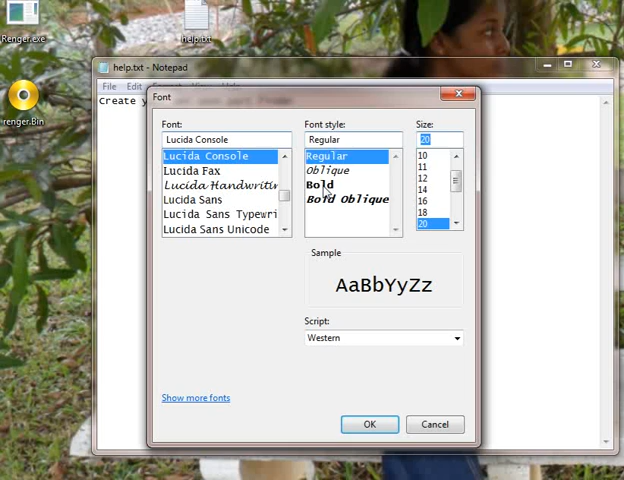 Renger.exe
help.txt
renger.Bin
help.txt - Notepad
File Edit
Create y
Font
Font:
Font style:
Size:
Lucida Console
Regular
20
Lucida Console
Lucida Fax
Lucida Handwritin
Lucida Sans
Lucida Sans Typewri
Lucida Sans Unicode
Regular
Oblique
Bold
Bold Oblique
10
11
12
14
16
18
20
Sample
AaBbYyZz
Script:
Western
Show more fonts
OK
Cancel